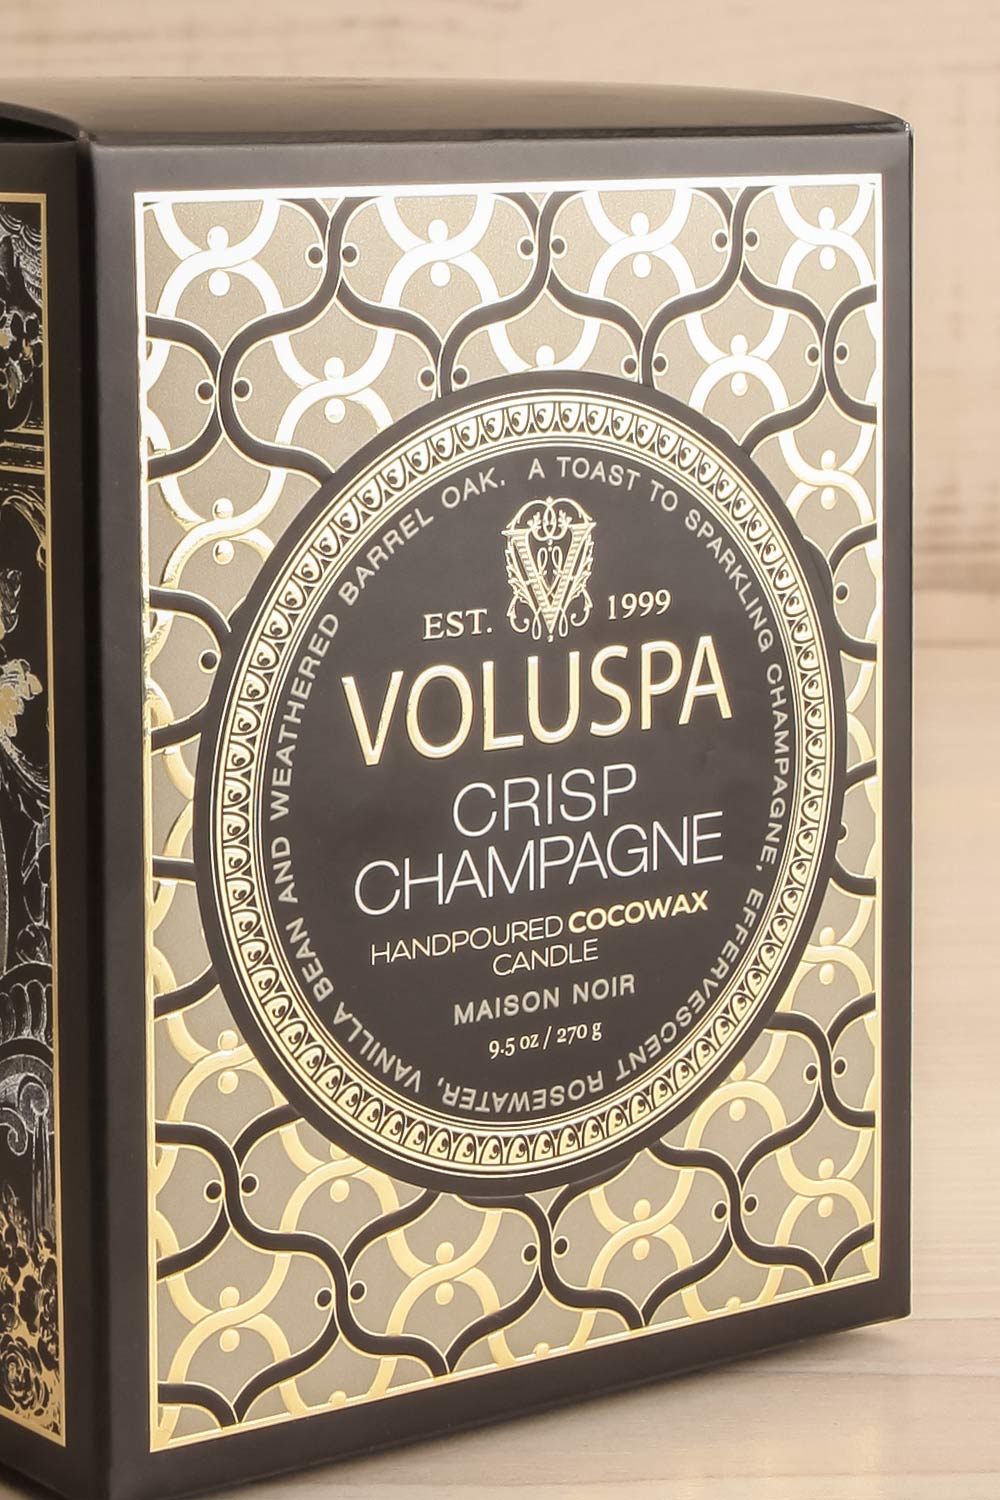 A TOAST TO SPARKLING CHAMPAGNE, EFFERVESCENT ROSEWATER, VANILLA BEAN AND WEATHERED BARREL OAK.
V
EST. 1999
VOLUSPA
CRISP
CHAMPAGNE
HANDPOURED COCOWAX
CANDLE
MAISON NOIR
9.5 oz / 270 g